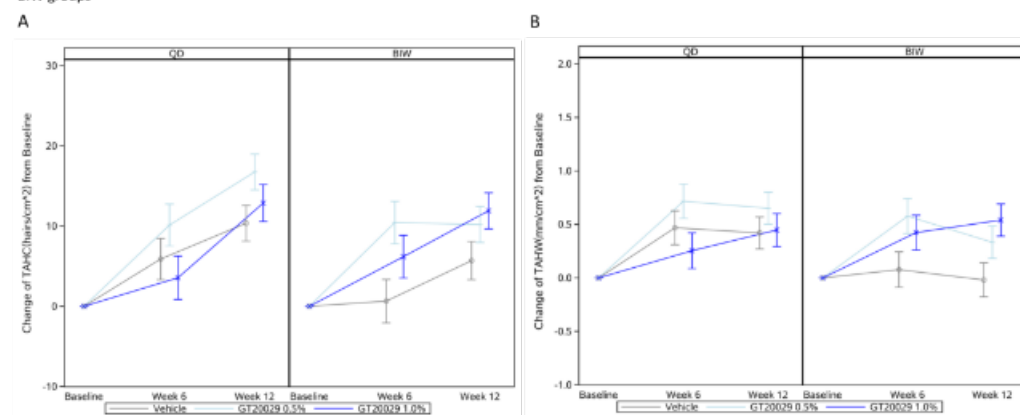 A
B
QD BIW
30
20
10
0
-10
Change of TAHC(hairs/cm^2) from Baseline
Baseline Week 6 Week 12 Baseline Week 6 Week 12
Vehicle GT20029 0.5% GT20029 1.0%
QD BIW
2.0
1.5
1.0
0.5
0.0
-0.5
-1.0
Change of TAHW(mm/cm^2) from Baseline
Baseline Week 6 Week 12 Baseline Week 6 Week 12
Vehicle GT20029 0.5% GT20029 1.0%